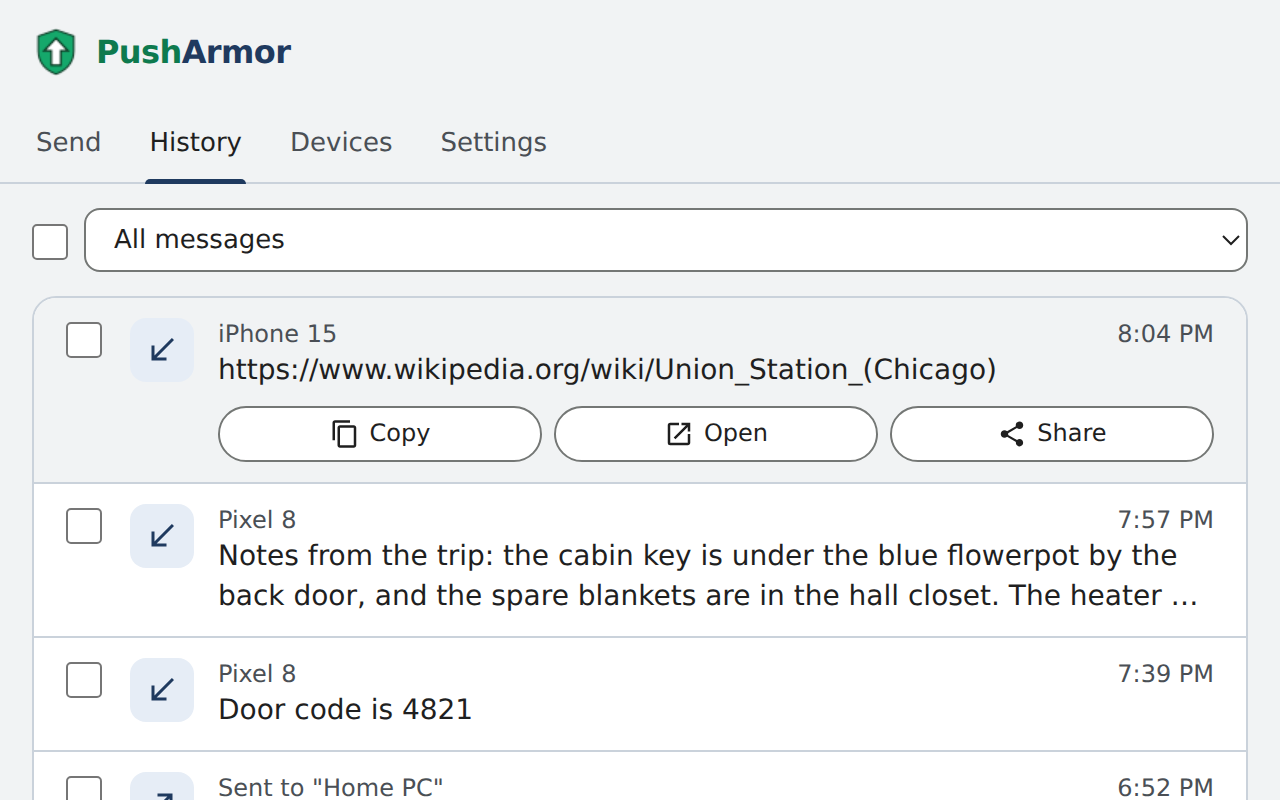 PushArmor
Send History Devices Settings
All messages
iPhone 15 8:04 PM
https://www.wikipedia.org/wiki/Union_Station_(Chicago)
Copy Open Share
Pixel 8 7:57 PM
Notes from the trip: the cabin key is under the blue flowerpot by the
back door, and the spare blankets are in the hall closet. The heater ...
Pixel 8 7:39 PM
Door code is 4821
Sent to "Home PC" 6:52 PM